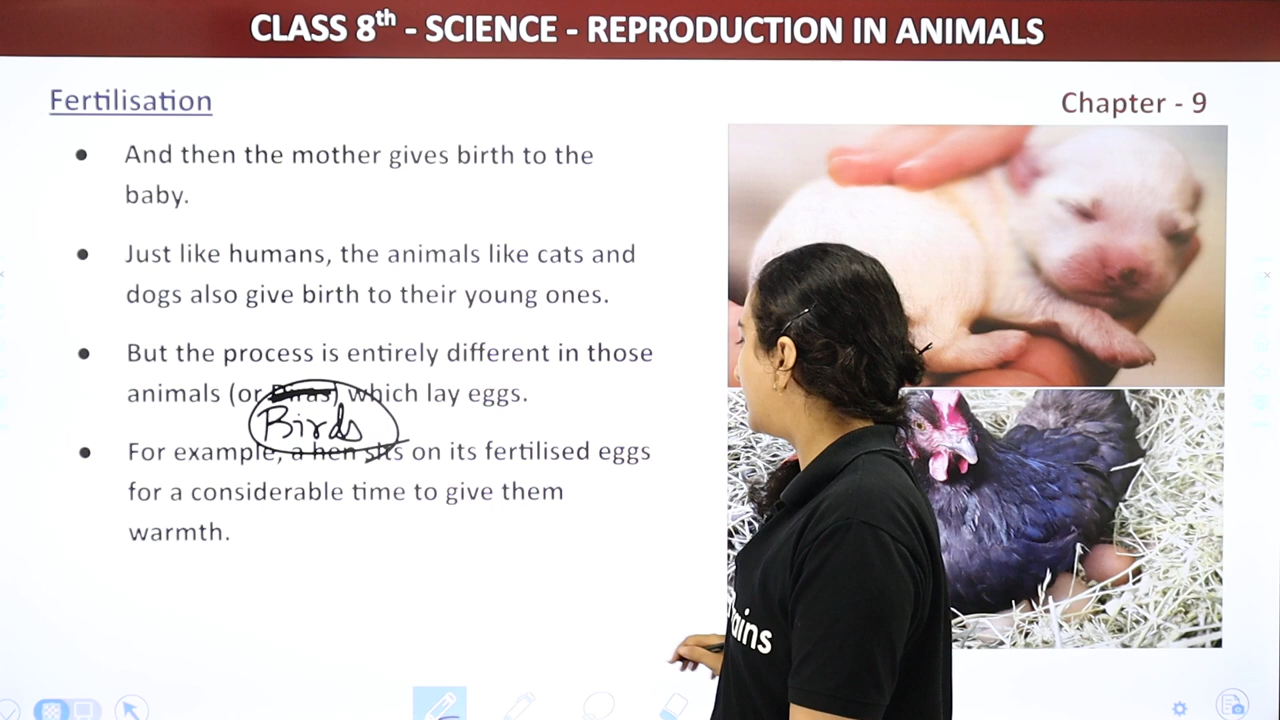 CLASS 8th - SCIENCE - REPRODUCTION IN ANIMALS
Fertilisation
Chapter - 9
● And then the mother gives birth to the
baby.
● Just like humans, the animals like cats and
dogs also give birth to their young ones.
● But the process is entirely different in those
animals (or Biras) which lay eggs.
Birds
● For example, a hen sits on its fertilised eggs
for a considerable time to give them
warmth.